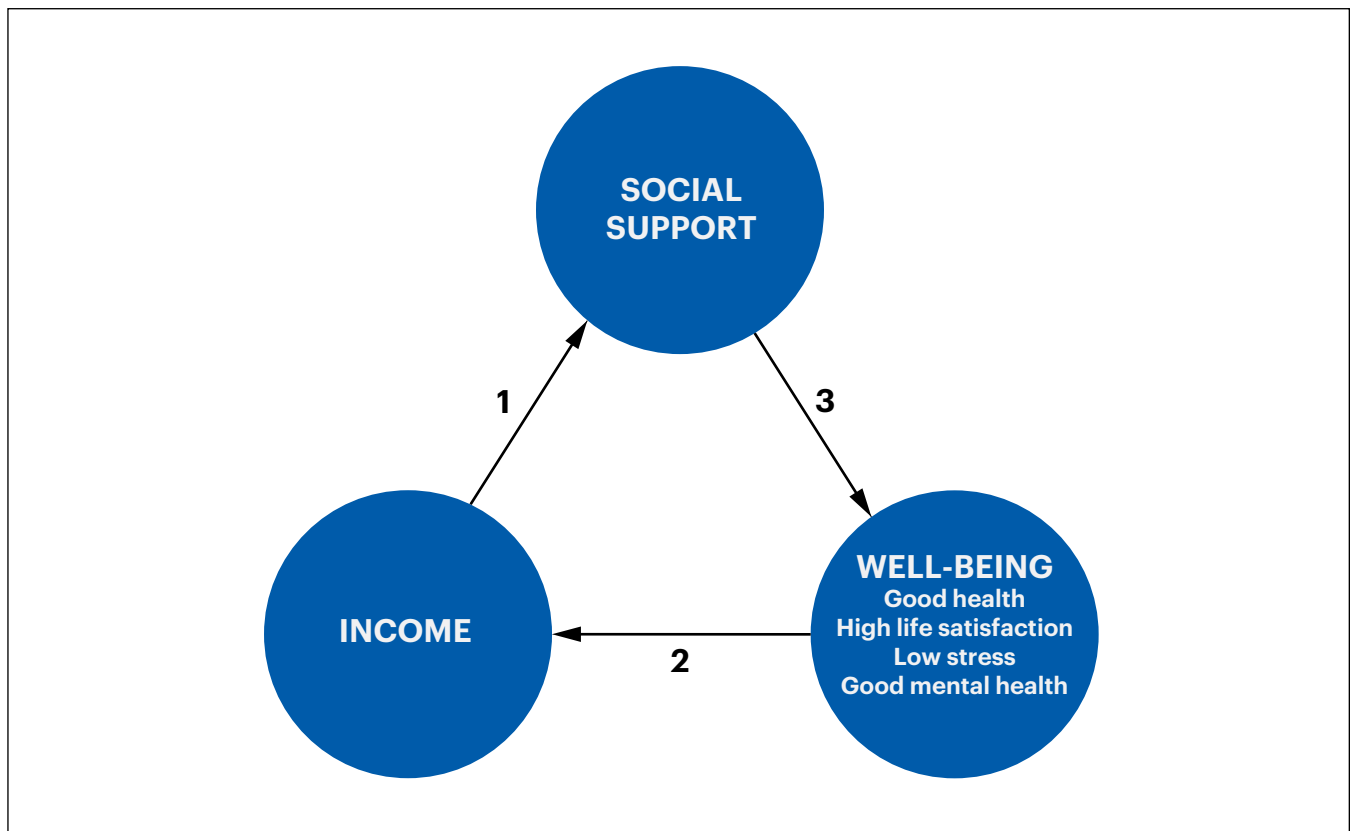 SOCIAL
SUPPORT
1
3
INCOME
WELL-BEING
Good health
High life satisfaction
Low stress
Good mental health
2